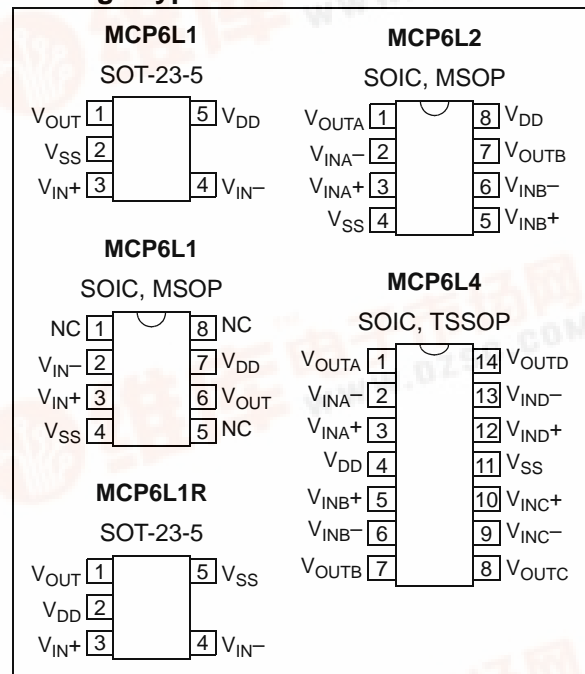 MCP6L1
SOT-23-5
VOUT 1 5 VDD
VSS 2
VIN+ 3 4 VIN–
MCP6L1
SOIC, MSOP
NC 1 8 NC
VIN– 2 7 VDD
VIN+ 3 6 VOUT
VSS 4 5 NC
MCP6L1R
SOT-23-5
VOUT 1 5 VSS
VDD 2
VIN+ 3 4 VIN–
MCP6L2
SOIC, MSOP
VOUTA 1 8 VDD
VINA– 2 7 VOUTB
VINA+ 3 6 VINB–
VSS 4 5 VINB+
MCP6L4
SOIC, TSSOP
VOUTA 1 14 VOUTD
VINA– 2 13 VIND–
VINA+ 3 12 VIND+
VDD 4 11 VSS
VINB+ 5 10 VINC+
VINB– 6 9 VINC–
VOUTB 7 8 VOUTC